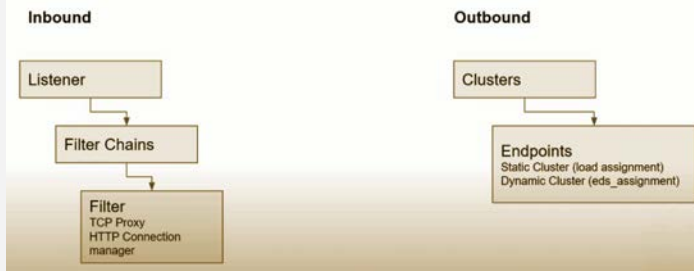 Inbound
Listener
Filter Chains
Filter
TCP Proxy
HTTP Connection
manager
Outbound
Clusters
Endpoints
Static Cluster (load assignment)
Dynamic Cluster (eds_assignment)